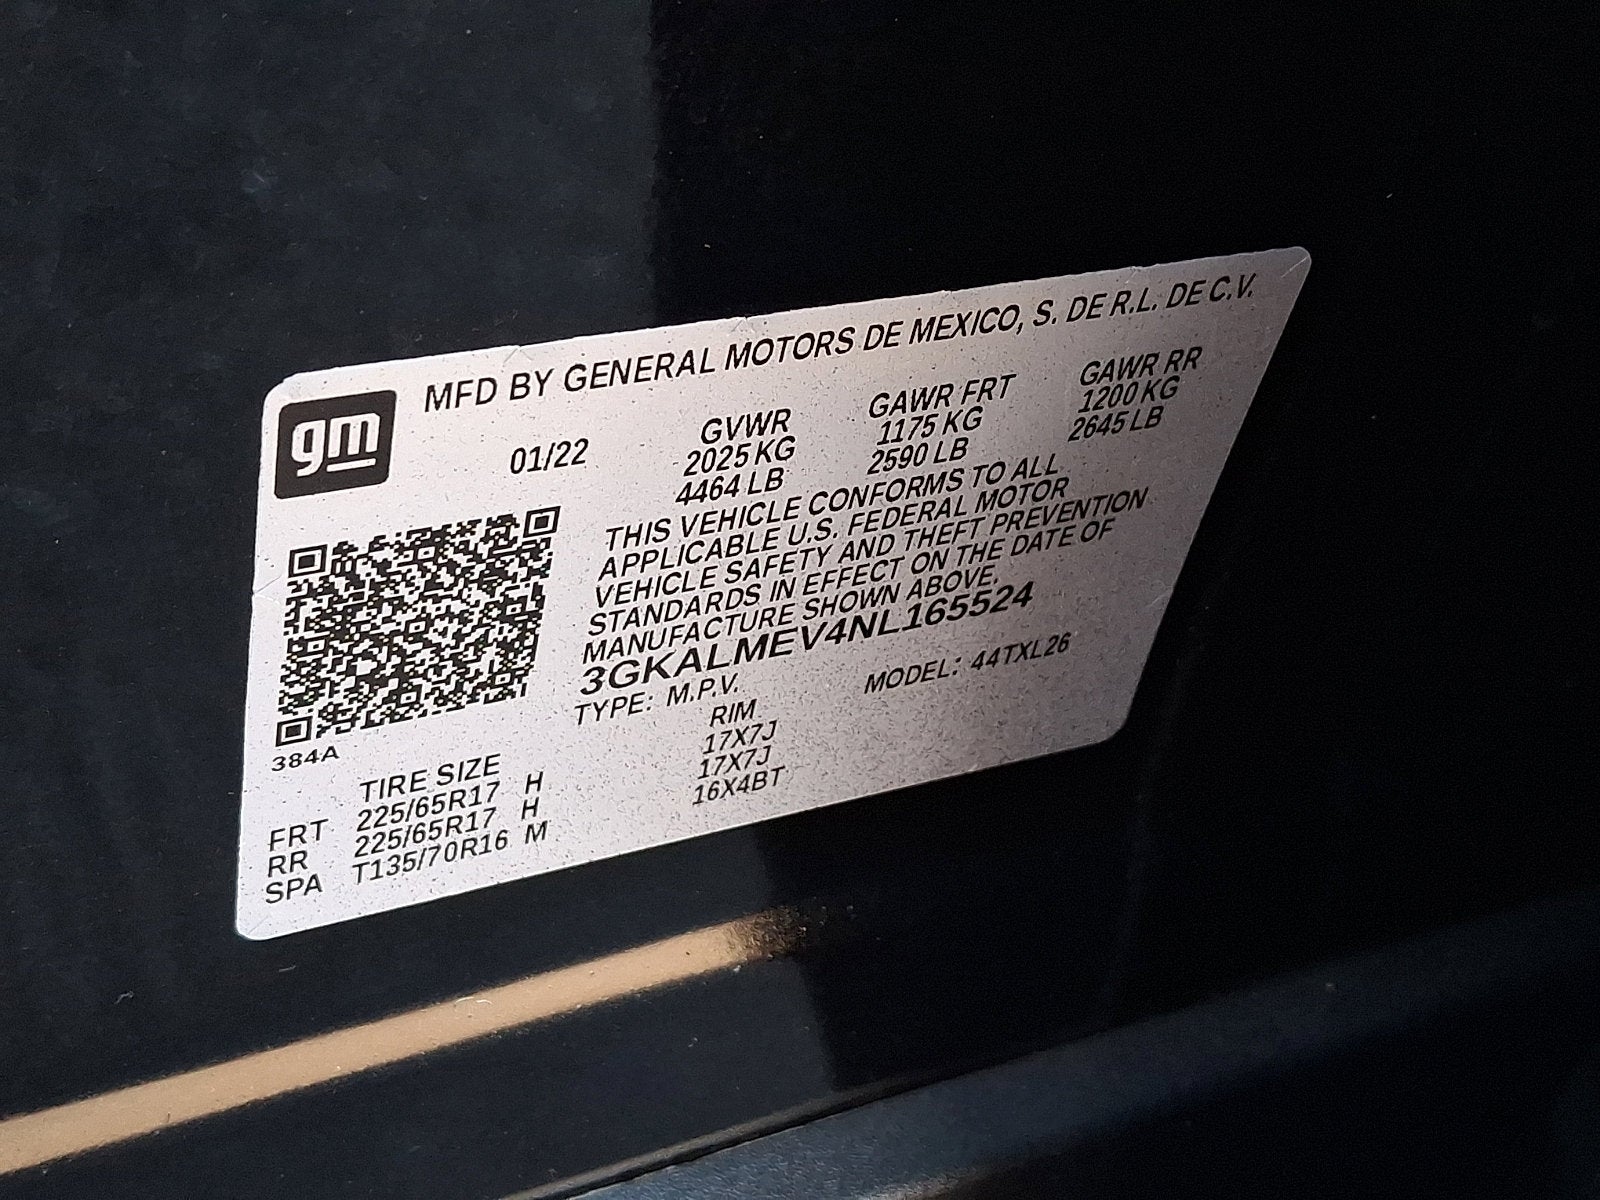 gm
MFD BY GENERAL MOTORS DE MEXICO, S. DE R.L. DE C.V.
01/22 GVWR GAWR FRT GAWR RR
2025 KG 1175 KG 1200 KG
4464 LB 2590 LB 2645 LB
THIS VEHICLE CONFORMS TO ALL
APPLICABLE U.S. FEDERAL MOTOR
VEHICLE SAFETY AND THEFT PREVENTION
STANDARDS IN EFFECT ON THE DATE OF
MANUFACTURE SHOWN ABOVE.
3GKALMEV4NL165524
TYPE: M.P.V. MODEL: 44TXL26
384A
TIRE SIZE RIM
FRT 225/65R17 H 17X7J
RR 225/65R17 H 17X7J
SPA T135/70R16 M 16X4BT